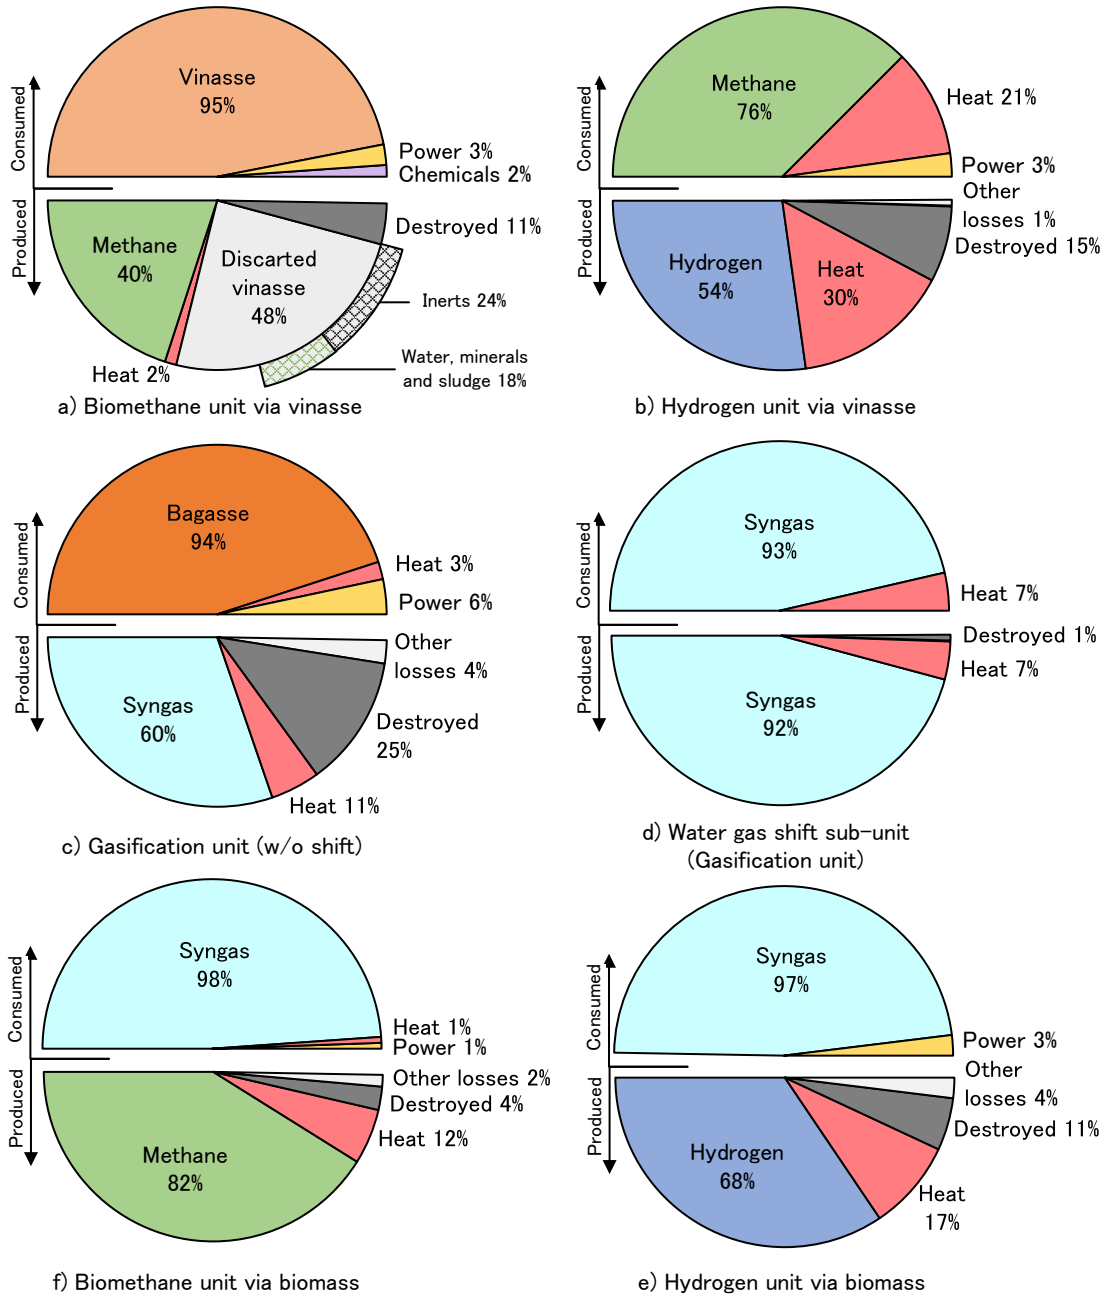 Consumed
Produced
Vinasse
95%
Power 3%
Chemicals 2%
Methane
40%
Heat 2%
Discarted
vinasse
48%
Destroyed 11%
Inerts 24%
Water, minerals
and sludge 18%
a) Biomethane unit via vinasse
Consumed
Produced
Methane
76%
Heat 21%
Power 3%
Other
losses 1%
Destroyed 15%
Hydrogen
54%
Heat
30%
b) Hydrogen unit via vinasse
Consumed
Produced
Bagasse
94%
Heat 3%
Power 6%
Other
losses 4%
Destroyed
25%
Syngas
60%
Heat 11%
c) Gasification unit (w/o shift)
Consumed
Produced
Syngas
93%
Heat 7%
Destroyed 1%
Heat 7%
Syngas
92%
d) Water gas shift sub-unit
(Gasification unit)
Consumed
Produced
Syngas
98%
Heat 1%
Power 1%
Other losses 2%
Destroyed 4%
Heat 12%
Methane
82%
f) Biomethane unit via biomass
Consumed
Produced
Syngas
97%
Power 3%
Other
losses 4%
Destroyed 11%
Hydrogen
68%
Heat
17%
e) Hydrogen unit via biomass